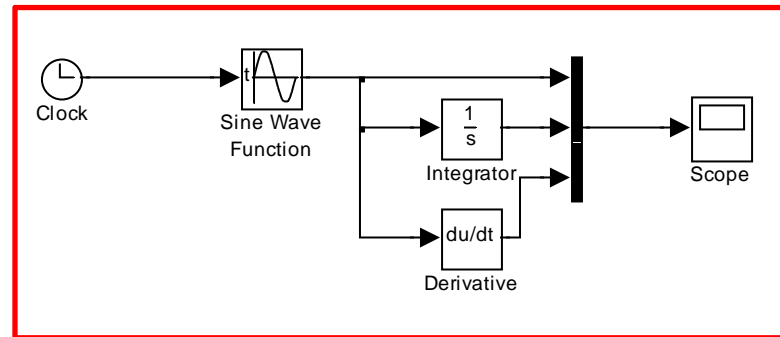 Clock
t
Sine Wave
Function
1
s
Integrator
du/dt
Derivative
Scope